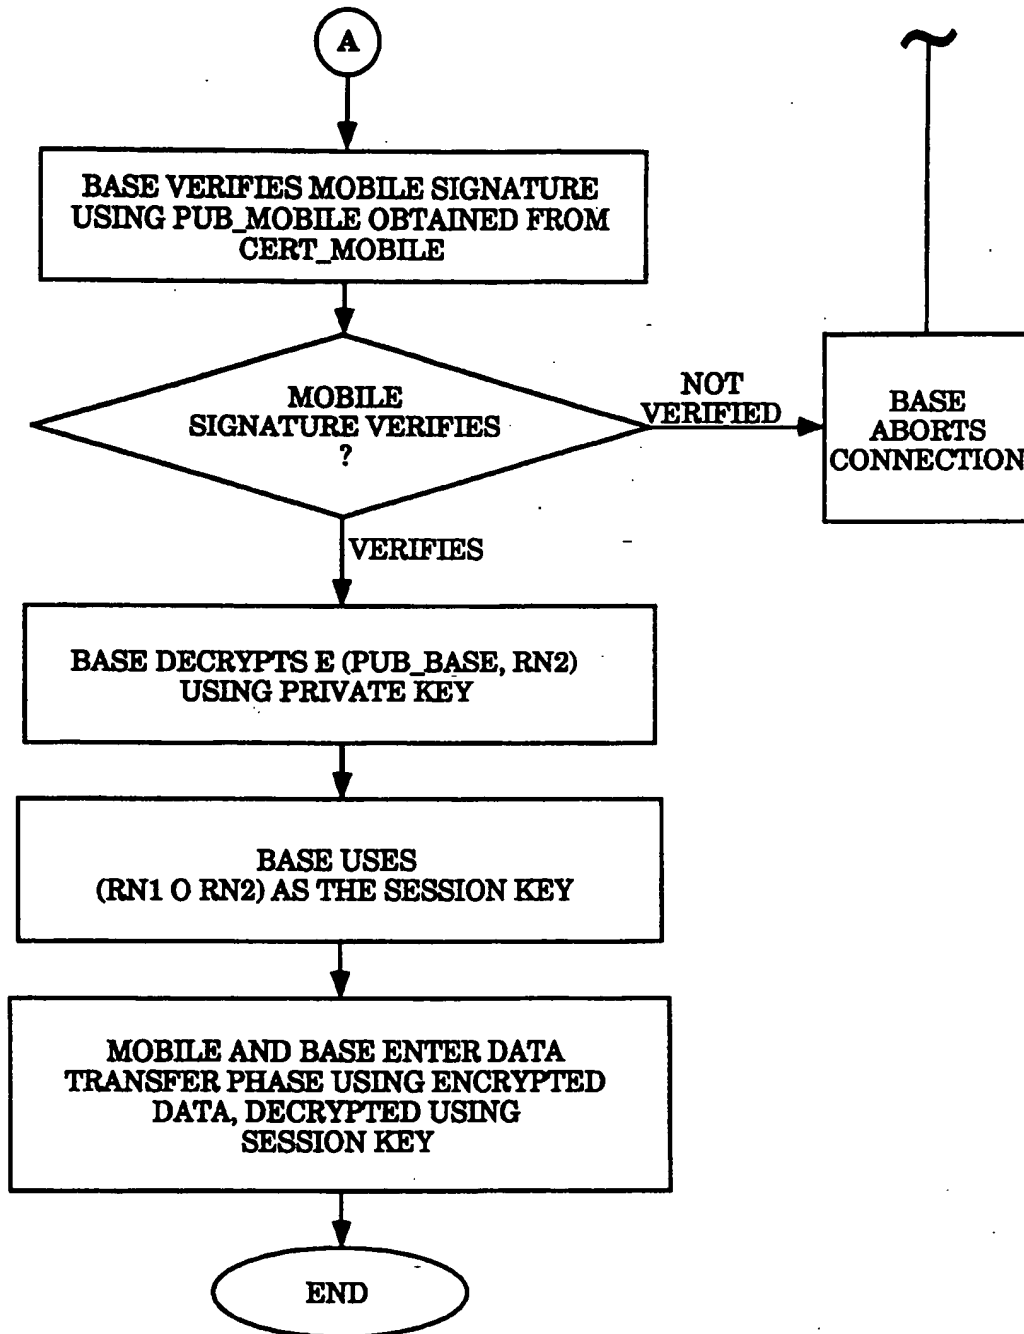 A
BASE VERIFIES MOBILE SIGNATURE
USING PUB_MOBILE OBTAINED FROM
CERT_MOBILE
MOBILE
SIGNATURE VERIFIES
?
NOT
VERIFIED
BASE
ABORTS
CONNECTION
VERIFIES
BASE DECRYPTS E (PUB_BASE, RN2)
USING PRIVATE KEY
BASE USES
(RN1 O RN2) AS THE SESSION KEY
MOBILE AND BASE ENTER DATA
TRANSFER PHASE USING ENCRYPTED
DATA, DECRYPTED USING
SESSION KEY
END